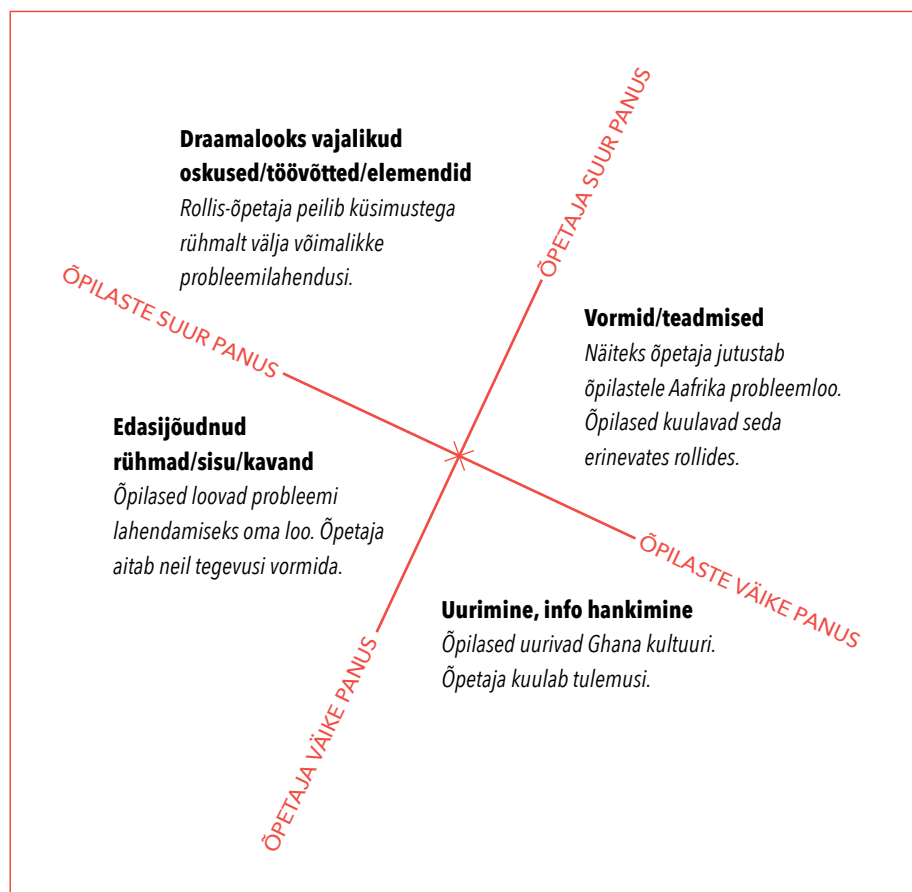 Draamalooks vajalikud
oskused/töövõtted/elemendid
Rollis-õpetaja peilib küsimustega
rühmalt välja võimalikke
probleemilahendusi.
ÕPETAJA SUUR PANUS
ÕPILASTE SUUR PANUS
Vormid/teadmised
Näiteks õpetaja jutustab
õpilastele Aafrika probleemloo.
Õpilased kuulavad seda
erinevates rollides.
Edasijõudnud
rühmad/sisu/kavand
Õpilased loovad probleemi
lahendamiseks oma loo. Õpetaja
aitab neil tegevusi vormida.
ÕPILASTE VÄIKE PANUS
Uurimine, info hankimine
Õpilased uurivad Ghana kultuuri.
Õpetaja kuulab tulemusi.
ÕPETAJA VÄIKE PANUS